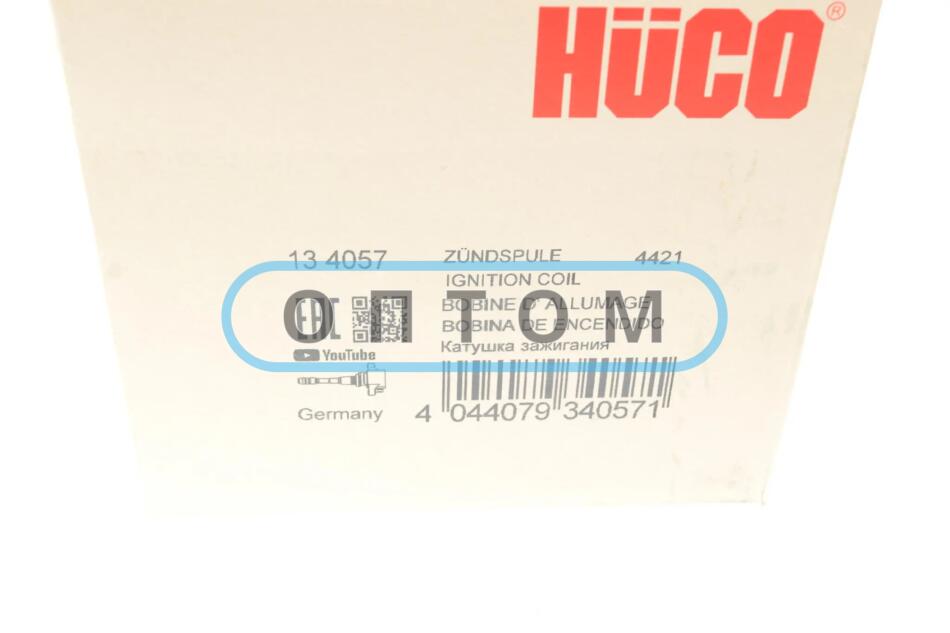 HÜCO®
13 4057
ZÜNDSPULE 4421
IGNITION COIL
BOBINE D' ALLUMAGE
BOBINA DE ENCENDIDO
Катушка зажигания
EAC
ОПТОМ
YouTube
Germany
4 044079 340571